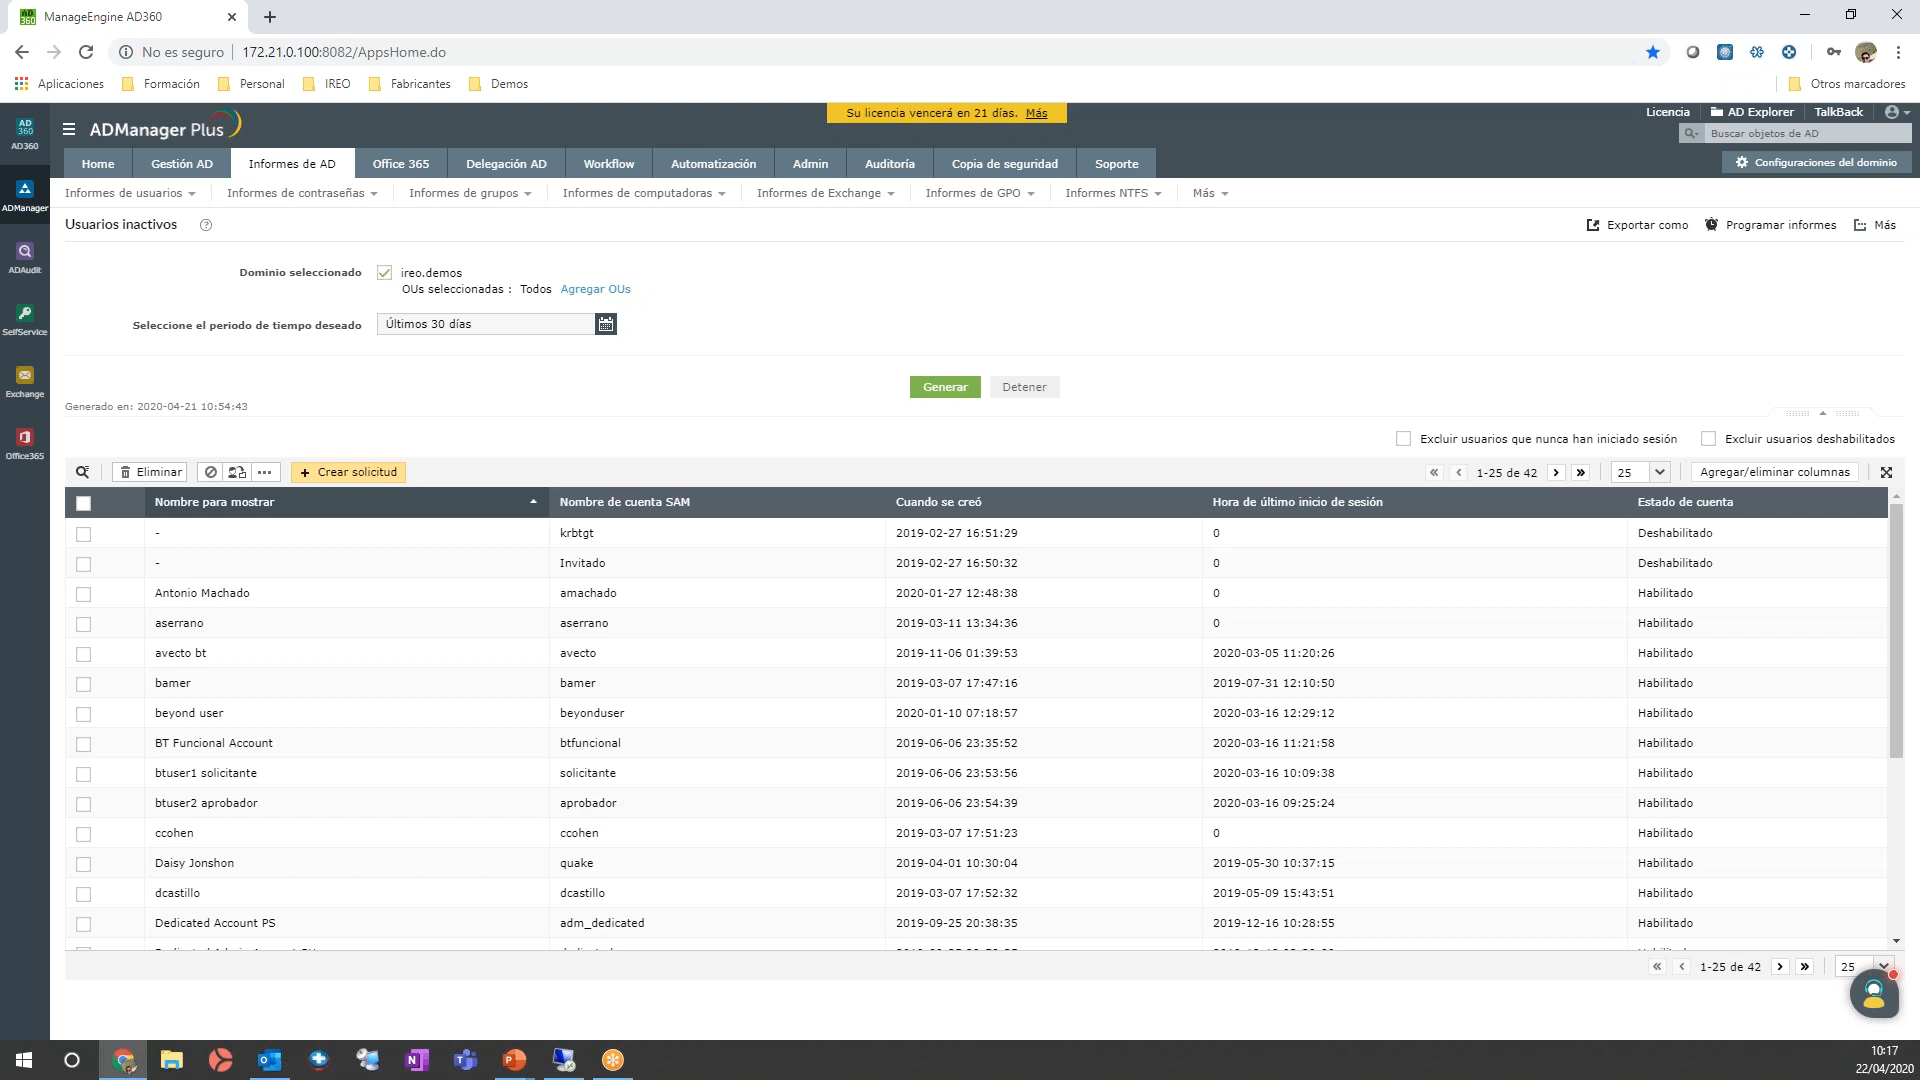 ManageEngine AD360
No es seguro
172.21.0.100:8082/AppsHome.do
Aplicaciones
Formación
Personal
IREO
Fabricantes
Demos
Otros marcadores
AD360
ADManager Plus
Su licencia vencerá en 21 días. Más
Licencia
AD Explorer
TalkBack
Buscar objetos de AD
Home
Gestión AD
Informes de AD
Office 365
Delegación AD
Workflow
Automatización
Admin
Auditoría
Copia de seguridad
Soporte
Configuraciones del dominio
ADManager
ADAudit
SelfService
Exchange
Office365
Informes de usuarios
Informes de contraseñas
Informes de grupos
Informes de computadoras
Informes de Exchange
Informes de GPO
Informes NTFS
Más
Usuarios inactivos
Exportar como
Programar informes
Más
Dominio seleccionado
ireo.demos
OUs seleccionadas : Todos Agregar OUs
Seleccione el periodo de tiempo deseado
Últimos 30 días
Generar
Detener
Generado en: 2020-04-21 10:54:43
Excluir usuarios que nunca han iniciado sesión
Excluir usuarios deshabilitados
Eliminar
+ Crear solicitud
1-25 de 42
25
Agregar/eliminar columnas
Nombre para mostrar Nombre de cuenta SAM Cuando se creó Hora de último inicio de sesión Estado de cuenta
- krbtgt 2019-02-27 16:51:29 0 Deshabilitado
- Invitado 2019-02-27 16:50:32 0 Deshabilitado
Antonio Machado amachado 2020-01-27 12:48:38 0 Habilitado
aserrano aserrano 2019-03-11 13:34:36 0 Habilitado
avecto bt avecto 2019-11-06 01:39:53 2020-03-05 11:20:26 Habilitado
bamer bamer 2019-03-07 17:47:16 2019-07-31 12:10:50 Habilitado
beyond user beyonduser 2020-01-10 07:18:57 2020-03-16 12:29:12 Habilitado
BT Funcional Account btfuncional 2019-06-06 23:35:52 2020-03-16 11:21:58 Habilitado
btuser1 solicitante solicitante 2019-06-06 23:53:56 2020-03-16 10:09:38 Habilitado
btuser2 aprobador aprobador 2019-06-06 23:54:39 2020-03-16 09:25:24 Habilitado
ccohen ccohen 2019-03-07 17:51:23 0 Habilitado
Daisy Jonshon quake 2019-04-01 10:30:04 2019-05-30 10:37:15 Habilitado
dcastillo dcastillo 2019-03-07 17:52:32 2019-05-09 15:43:51 Habilitado
Dedicated Account PS adm_dedicated 2019-09-25 20:38:35 2019-12-16 10:28:55 Habilitado
1-25 de 42
25
10:17
22/04/2020